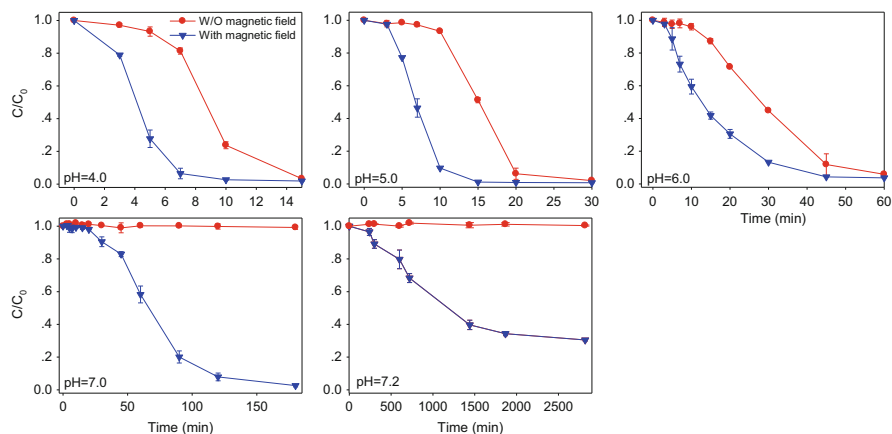 W/O magnetic field
With magnetic field
C/C0
1.0
.8
.6
.4
.2
0.0
pH=4.0
0 2 4 6 8 10 12 14
1.0
.8
.6
.4
.2
0.0
pH=5.0
0 5 10 15 20 25 30
1.0
.8
.6
.4
.2
0.0
pH=6.0
0 10 20 30 40 50 60
Time (min)
C/C0
1.0
.8
.6
.4
.2
0.0
pH=7.0
0 50 100 150
Time (min)
1.0
.8
.6
.4
.2
0.0
pH=7.2
0 500 1000 1500 2000 2500
Time (min)